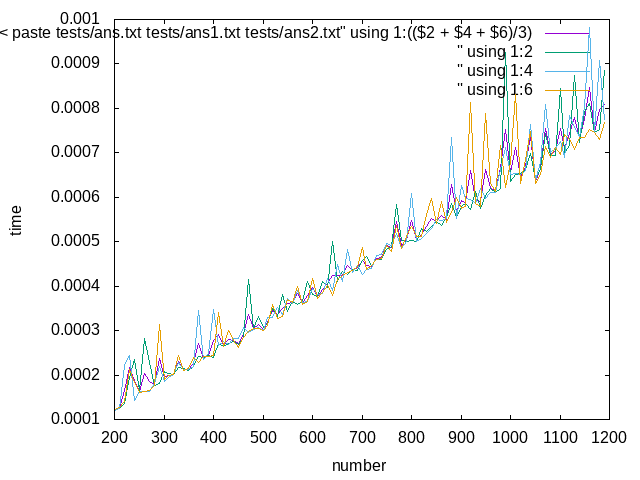 0.001
< paste tests/ans.txt tests/ans1.txt tests/ans2.txt" using 1:(($2 + $4 + $6)/3)
'' using 1:2
'' using 1:4
'' using 1:6
0.0009
0.0008
0.0007
0.0006
0.0005
0.0004
0.0003
0.0002
0.0001
time
200 300 400 500 600 700 800 900 1000 1100 1200
number